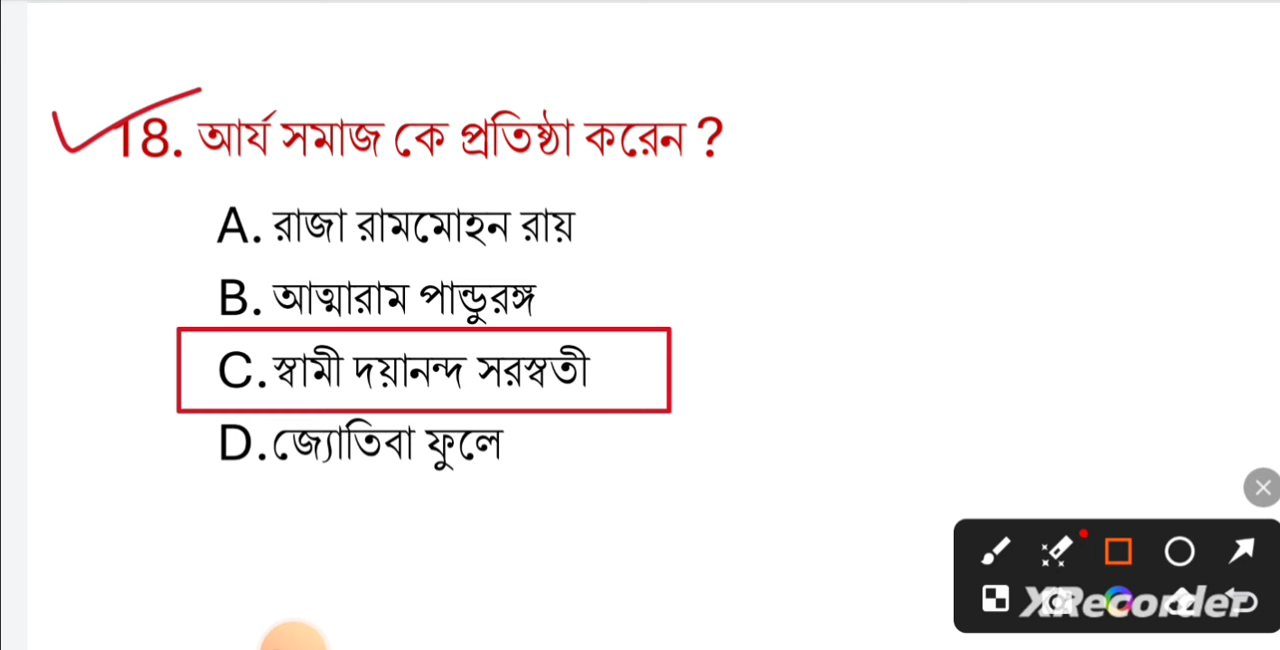 18. আর্য সমাজ কে প্রতিষ্ঠা করেন ?
A. রাজা রামমোহন রায়
B. আত্মারাম পান্ডুরঙ্গ
C. স্বামী দয়ানন্দ সরস্বতী
D. জ্যোতিবা ফুলে
XRecorder